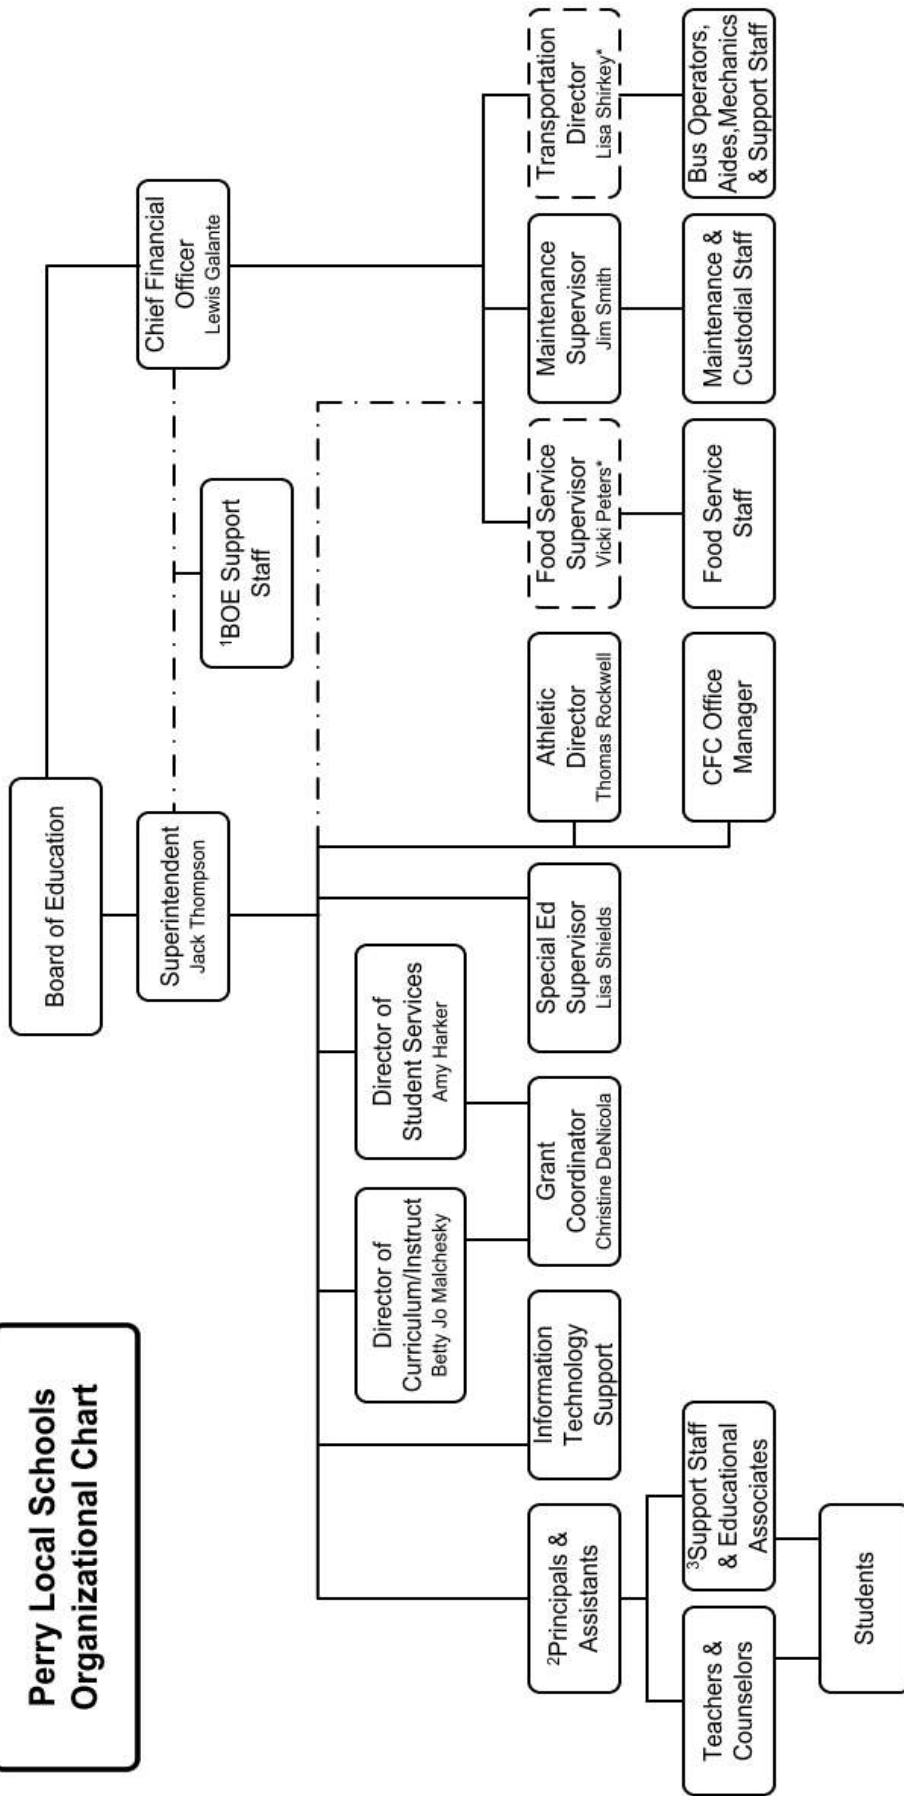 Perry Local Schools
Organizational Chart
Board of Education
Superintendent
Jack Thompson
Chief Financial
Officer
Lewis Galante
¹BOE Support
Staff
Director of
Curriculum/Instruct
Betty Jo Malchesky
Director of
Student Services
Amy Harker
²Principals &
Assistants
Information
Technology
Support
Grant
Coordinator
Christine DeNicola
Special Ed
Supervisor
Lisa Shields
Athletic
Director
Thomas Rockwell
Food Service
Supervisor
Vicki Peters*
Maintenance
Supervisor
Jim Smith
Transportation
Director
Lisa Shirkey*
Teachers &
Counselors
³Support Staff
& Educational
Associates
CFC Office
Manager
Food Service
Staff
Maintenance &
Custodial Staff
Bus Operators,
Aides,Mechanics
& Support Staff
Students